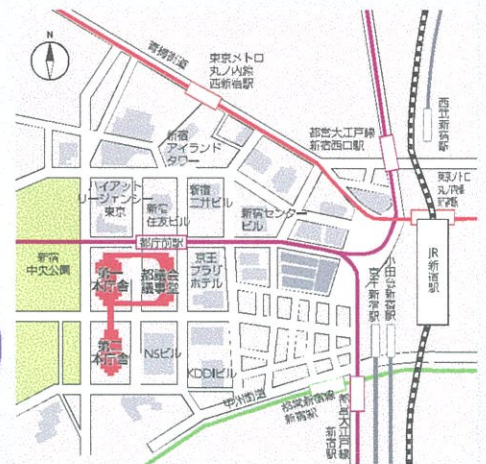 N
青梅街道
東京メトロ
丸ノ内線
西新宿駅
新宿
アイランド
タワー
都営大江戸線
新宿西口駅
西武新宿駅
東京メトロ
丸ノ内線
新宿駅
ハイアット
リージェンシー
東京
新宿
住友ビル
新宿
三井ビル
新宿センター
ビル
都庁前駅
新宿
中央公園
第一
本庁舎
都議会
議事堂
京王
プラザ
ホテル
小田急新宿駅
京王新宿駅
JR
新宿駅
第二
本庁舎
NSビル
KDDIビル
甲州街道
都営新宿線
新宿駅
都営大江戸線
新宿駅